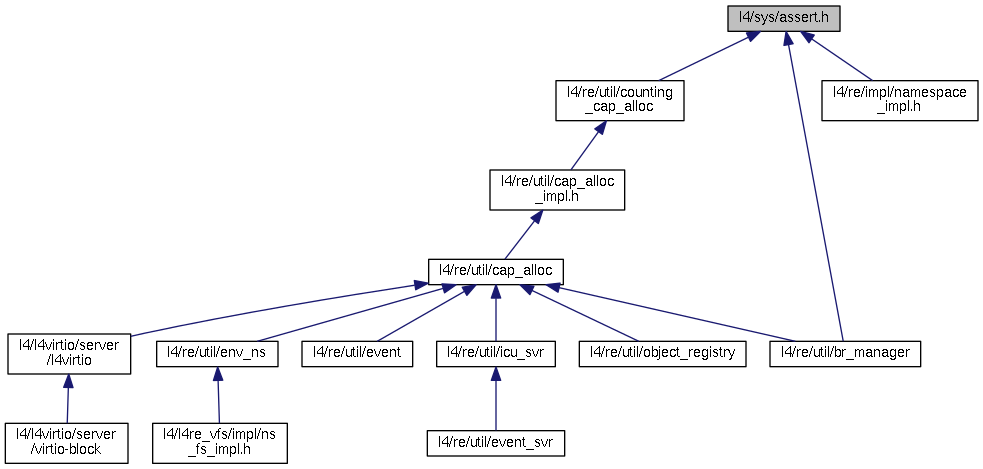 l4/sys/assert.h
l4/re/util/counting
_cap_alloc
l4/re/impl/namespace
_impl.h
l4/re/util/cap_alloc
_impl.h
l4/re/util/cap_alloc
l4/l4virtio/server
/l4virtio
l4/re/util/env_ns
l4/re/util/event
l4/re/util/icu_svr
l4/re/util/object_registry
l4/re/util/br_manager
l4/l4virtio/server
/virtio-block
l4/l4re_vfs/impl/ns
_fs_impl.h
l4/re/util/event_svr